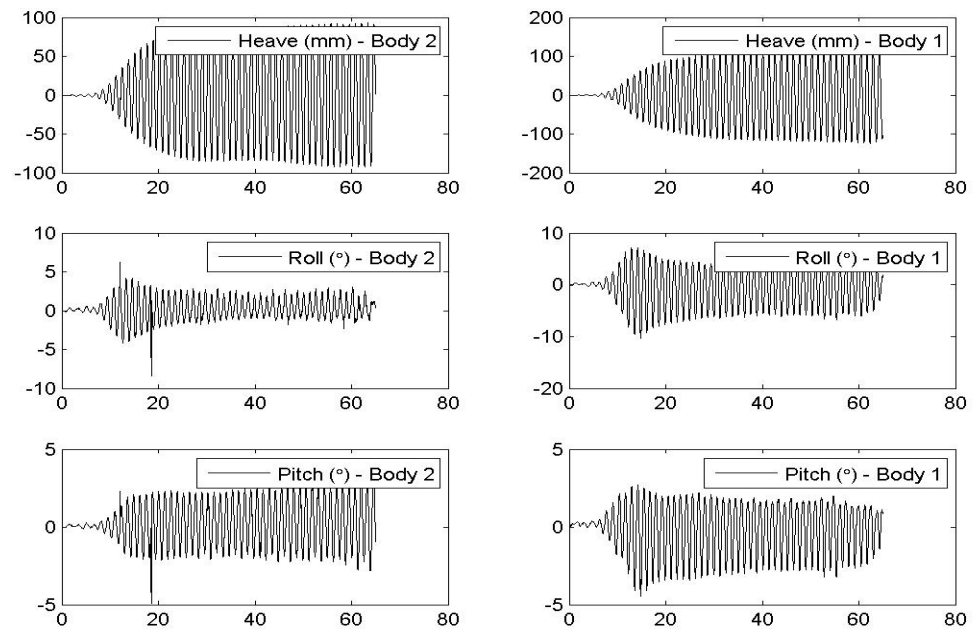 100
50
0
-50
-100
0 20 40 60 80
Heave (mm) - Body 2
200
100
0
-100
-200
0 20 40 60 80
Heave (mm) - Body 1
10
5
0
-5
-10
0 20 40 60 80
Roll (°) - Body 2
10
0
-10
-20
0 20 40 60 80
Roll (°) - Body 1
5
0
-5
0 20 40 60 80
Pitch (°) - Body 2
5
0
-5
0 20 40 60 80
Pitch (°) - Body 1